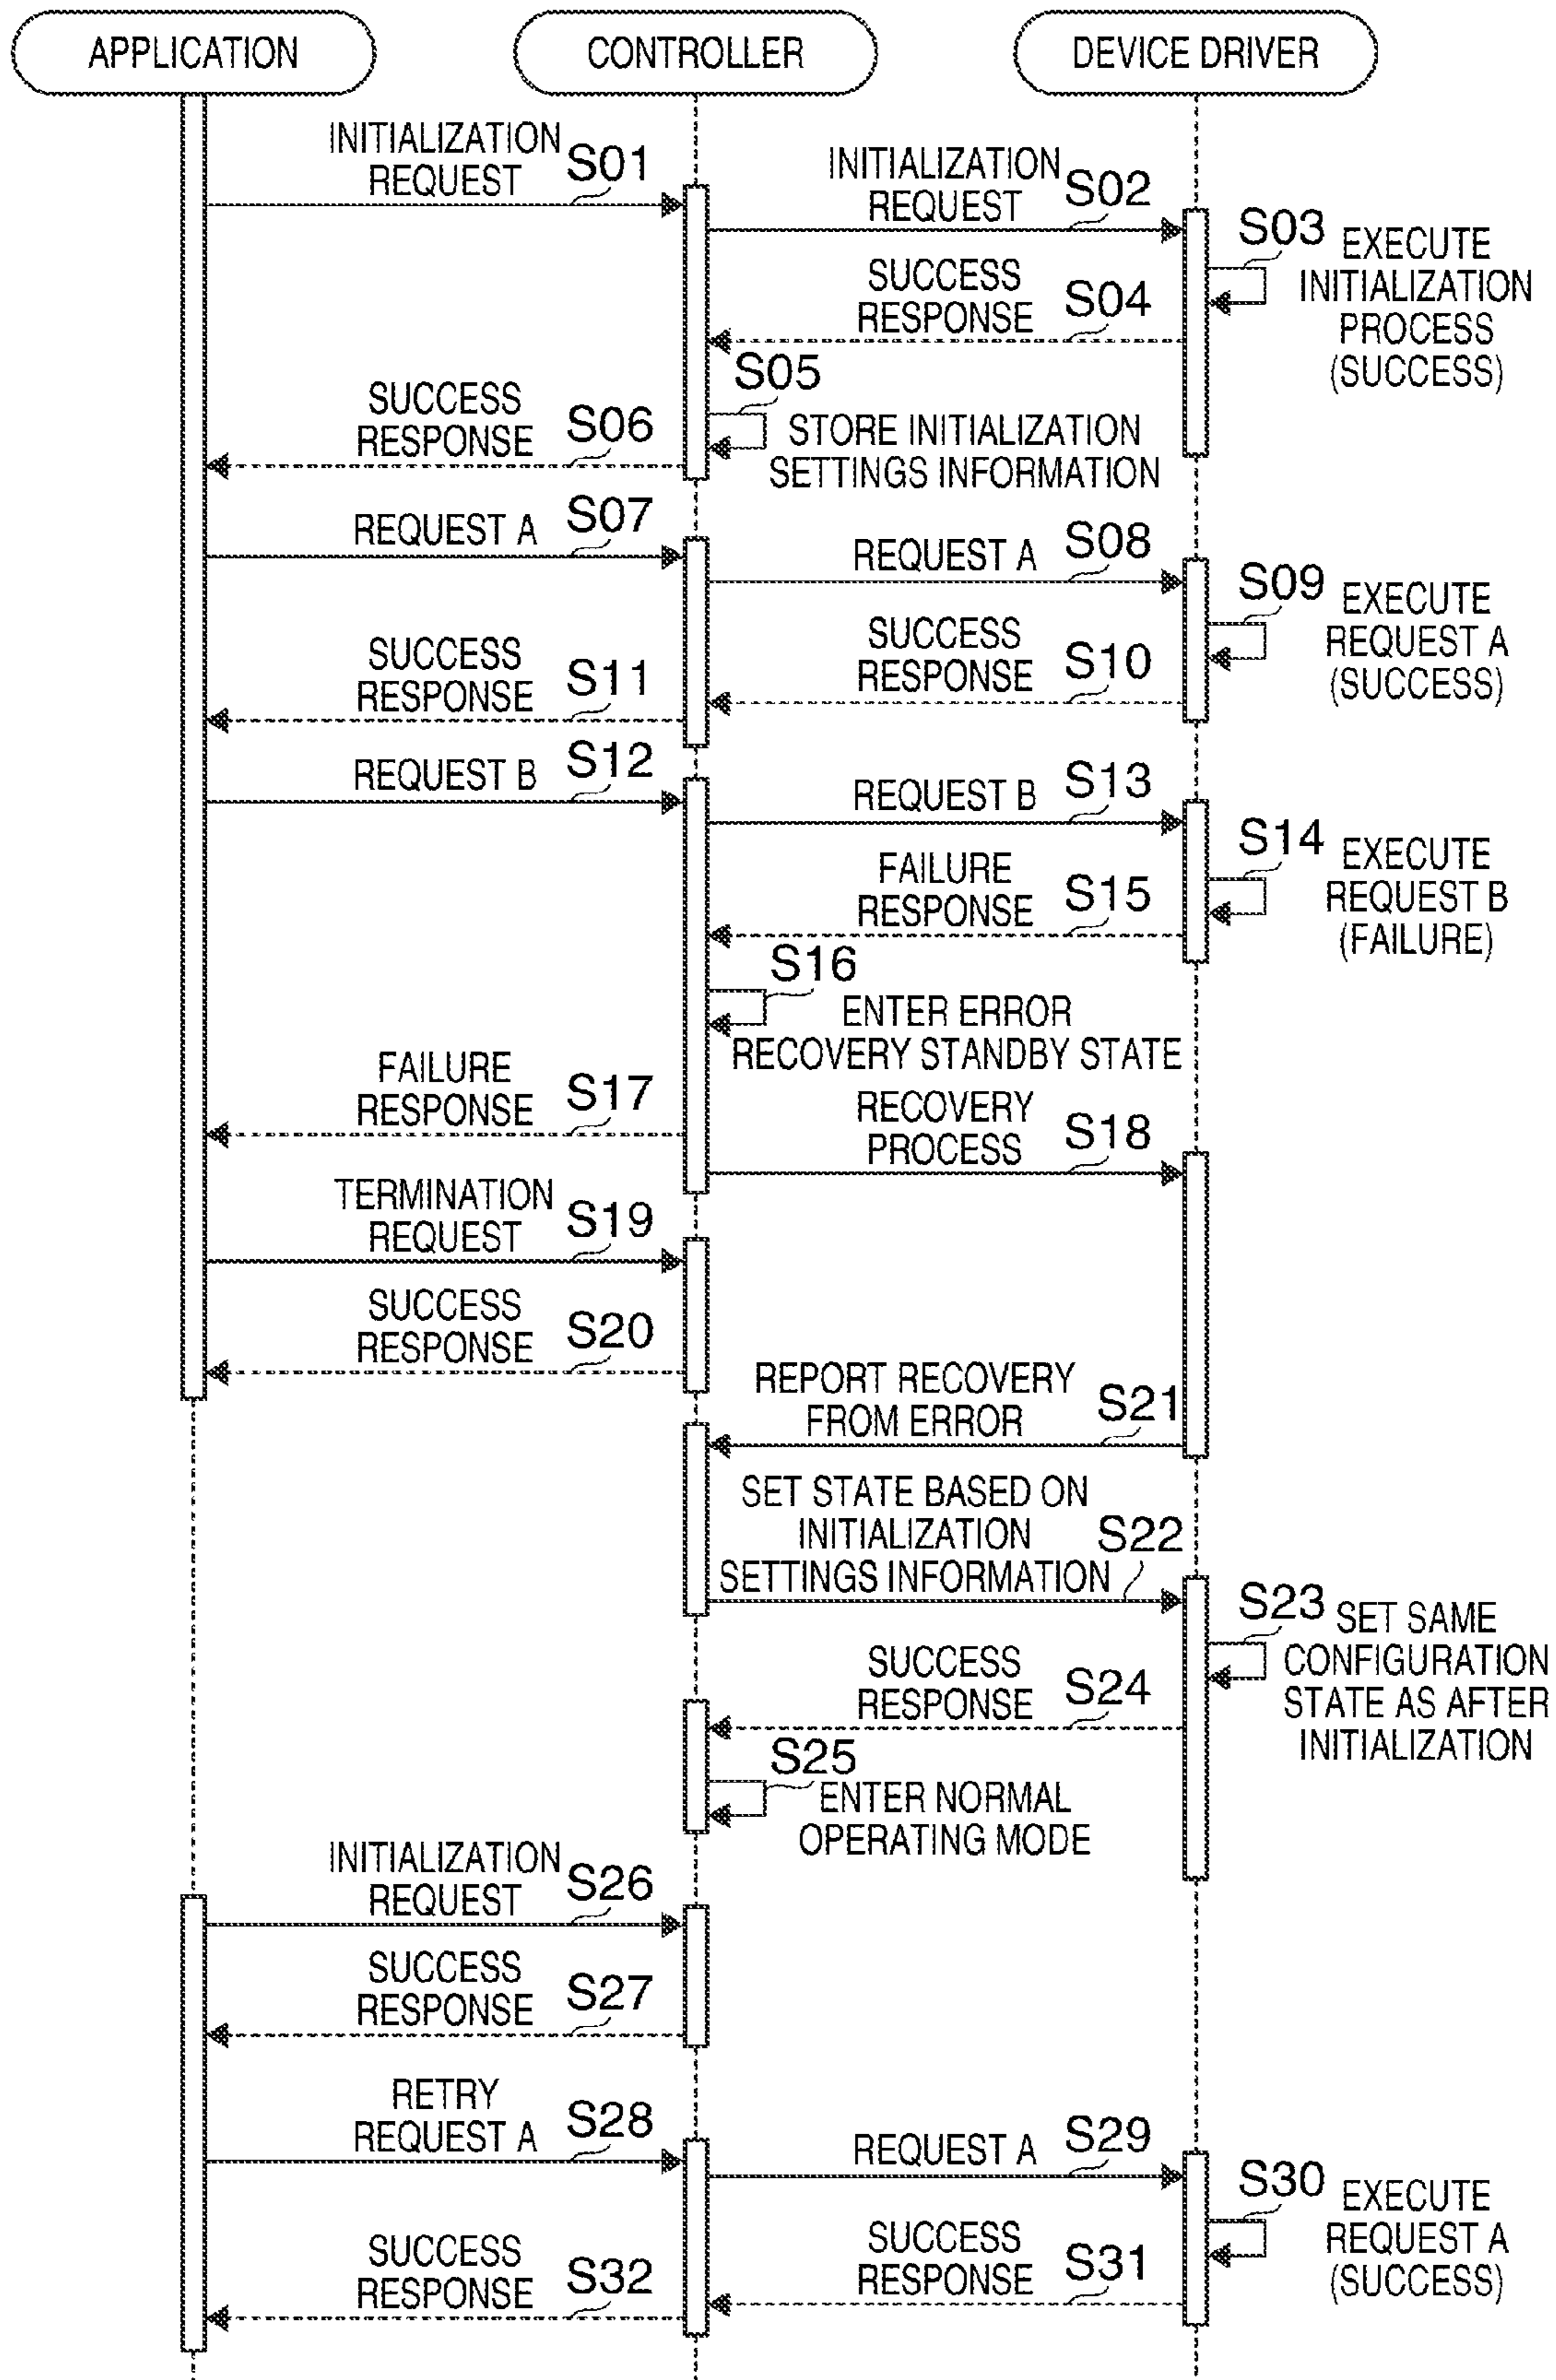 APPLICATION
CONTROLLER
DEVICE DRIVER
INITIALIZATION
REQUEST
S01
INITIALIZATION
REQUEST
S02
S03
EXECUTE
INITIALIZATION
PROCESS
(SUCCESS)
SUCCESS
RESPONSE
S04
S05
STORE INITIALIZATION
SETTINGS INFORMATION
SUCCESS
RESPONSE
S06
REQUEST A
S07
REQUEST A
S08
S09
EXECUTE
REQUEST A
(SUCCESS)
SUCCESS
RESPONSE
S10
SUCCESS
RESPONSE
S11
REQUEST B
S12
REQUEST B
S13
S14
EXECUTE
REQUEST B
(FAILURE)
FAILURE
RESPONSE
S15
S16
ENTER ERROR
RECOVERY STANDBY STATE
FAILURE
RESPONSE
S17
RECOVERY
PROCESS
S18
TERMINATION
REQUEST
S19
SUCCESS
RESPONSE
S20
REPORT RECOVERY
FROM ERROR
S21
SET STATE BASED ON
INITIALIZATION
SETTINGS INFORMATION
S22
S23
SET SAME
CONFIGURATION
STATE AS AFTER
INITIALIZATION
SUCCESS
RESPONSE
S24
S25
ENTER NORMAL
OPERATING MODE
INITIALIZATION
REQUEST
S26
SUCCESS
RESPONSE
S27
RETRY
REQUEST A
S28
REQUEST A
S29
S30
EXECUTE
REQUEST A
(SUCCESS)
SUCCESS
RESPONSE
S31
SUCCESS
RESPONSE
S32